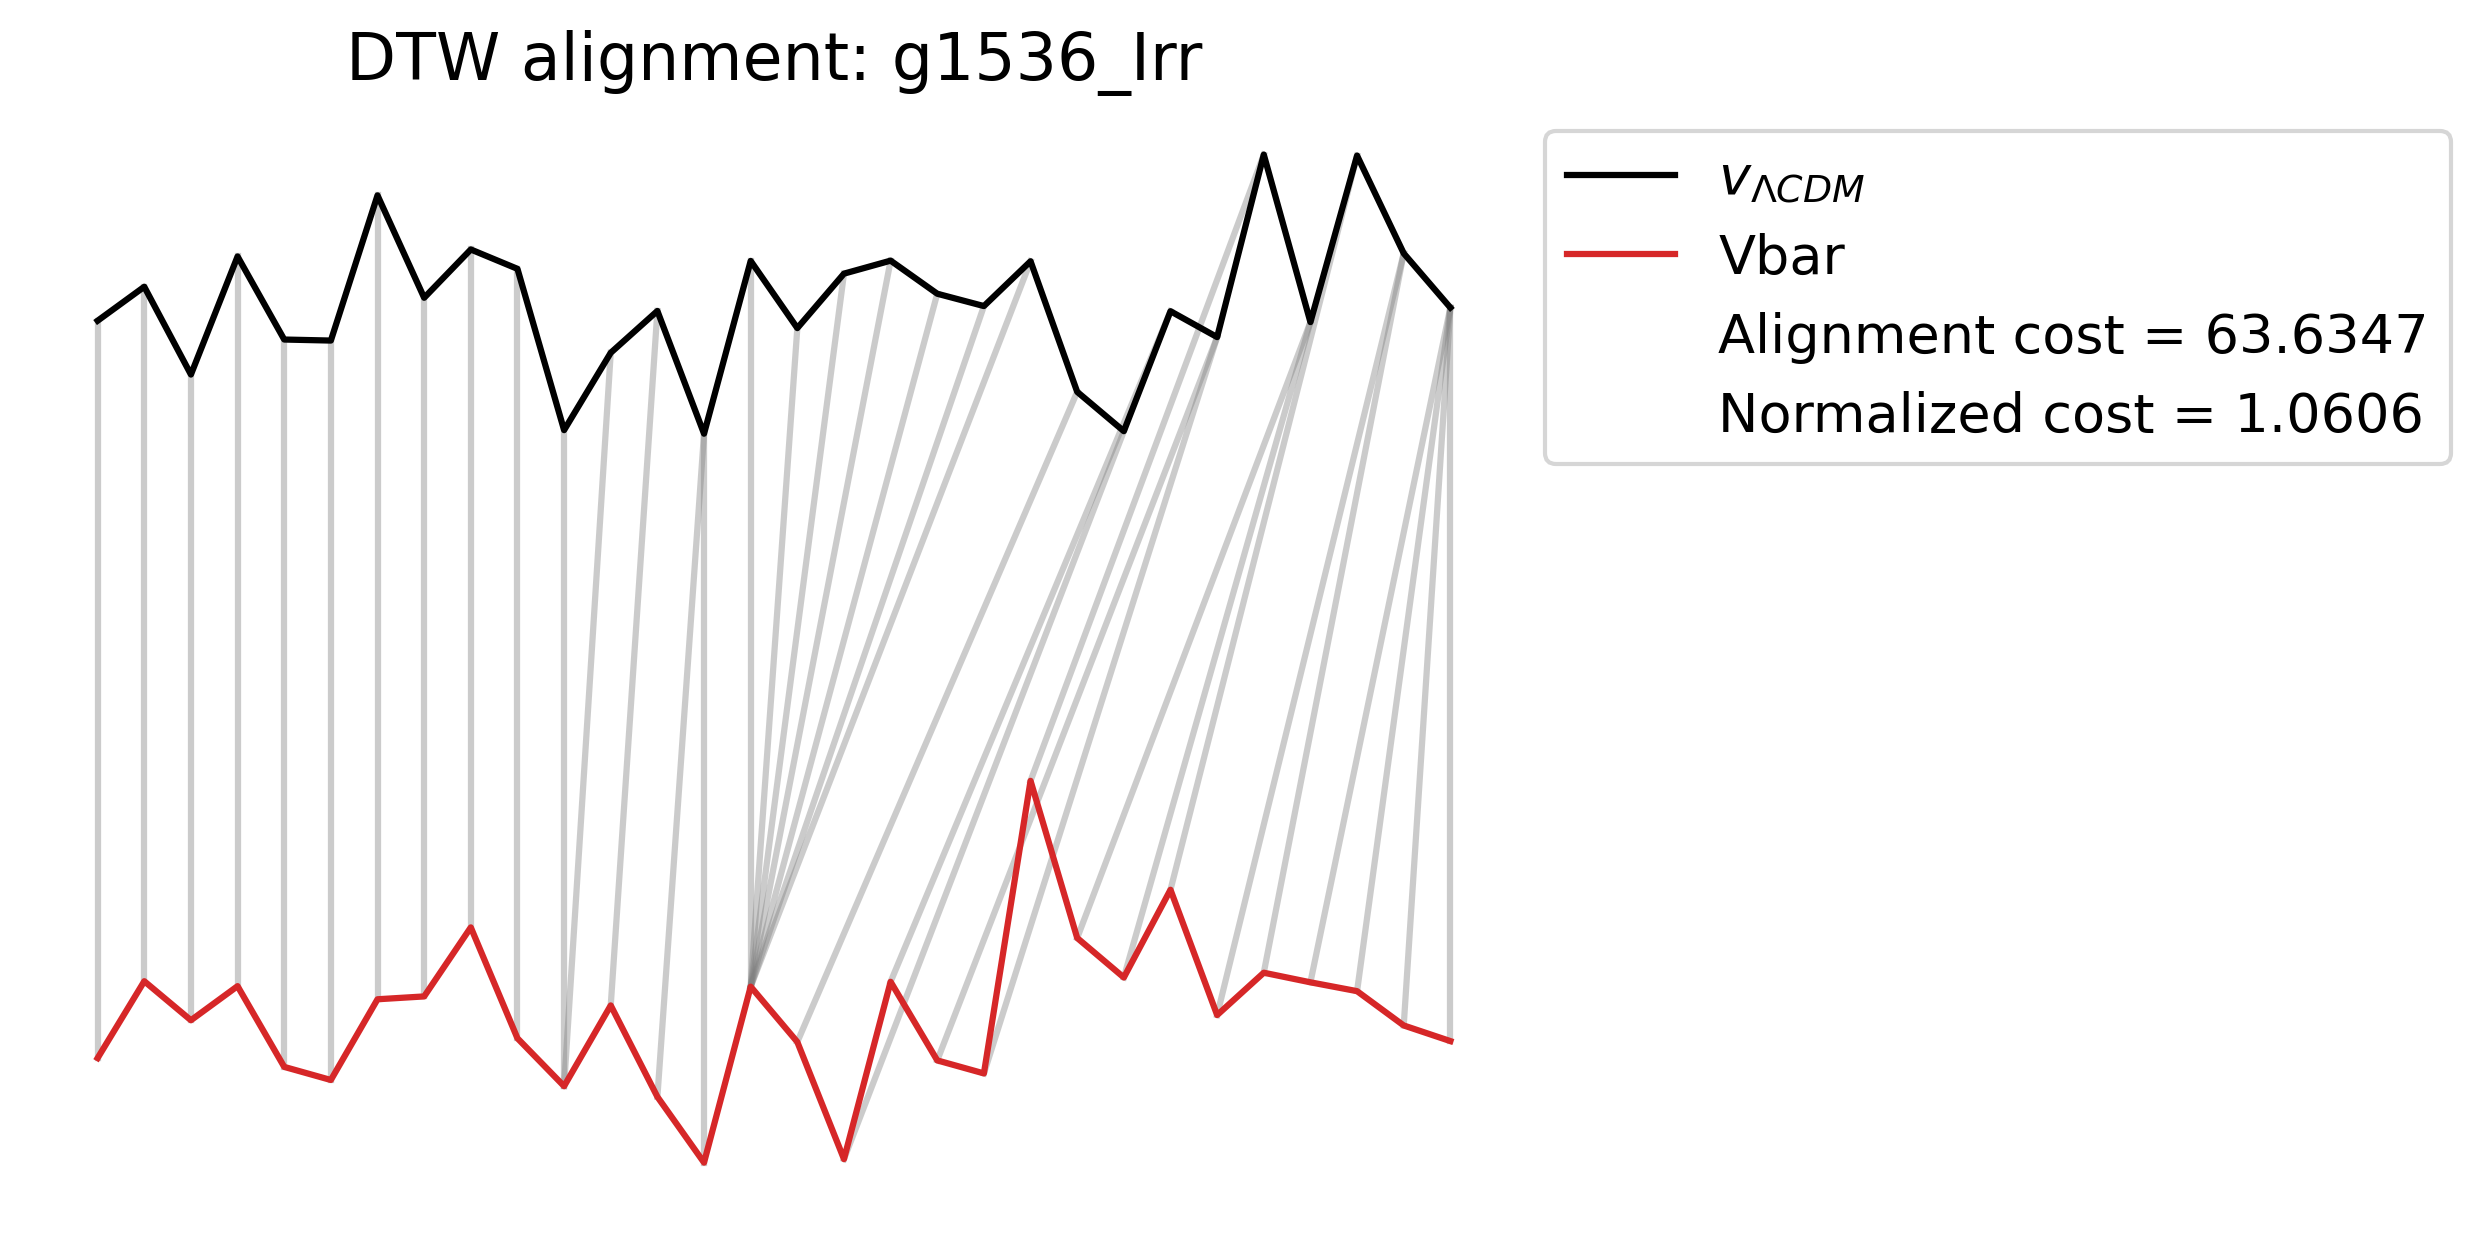 DTW alignment: g1536_Irr
v_ΛCDM
Vbar
Alignment cost = 63.6347
Normalized cost = 1.0606